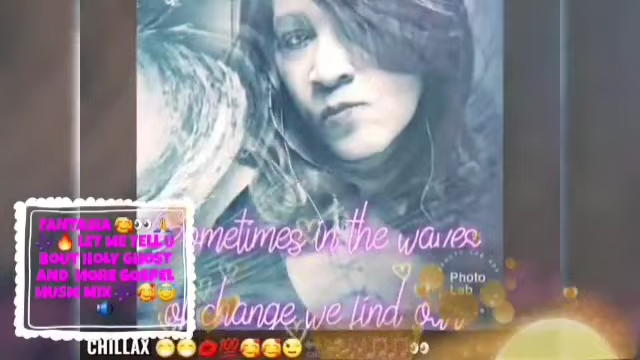 FANTASIA 🥰👀🌡
🎶🔥 LET ME TELL U
BOUT HOLY GHOST
AND MORE GOSPEL
MUSIC MIX 🎶🥰😇
🔊
ometimes in the waves
of change we find our
Photo
Lab
CHILLAX 😁😁💋💯🥰🥰😉🎶🎶🎵🎵👀